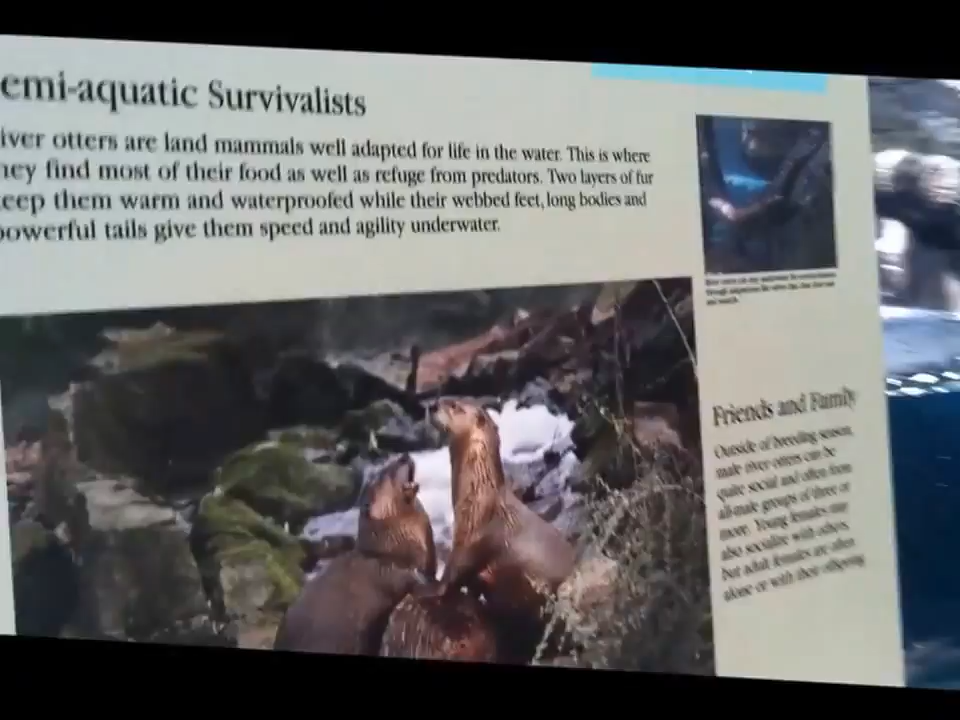 emi-aquatic Survivalists
iver otters are land mammals well adapted for life in the water. This is where
hey find most of their food as well as refuge from predators. Two layers of fur
eep them warm and waterproofed while their webbed feet, long bodies and
powerful tails give them speed and agility underwater.
Friends and Family
Outside of breeding season,
male river otters can be
quite social and often form
all-male groups of three or
more. Young females may
also socialize with others,
but adult females are often
alone or with their offspring.